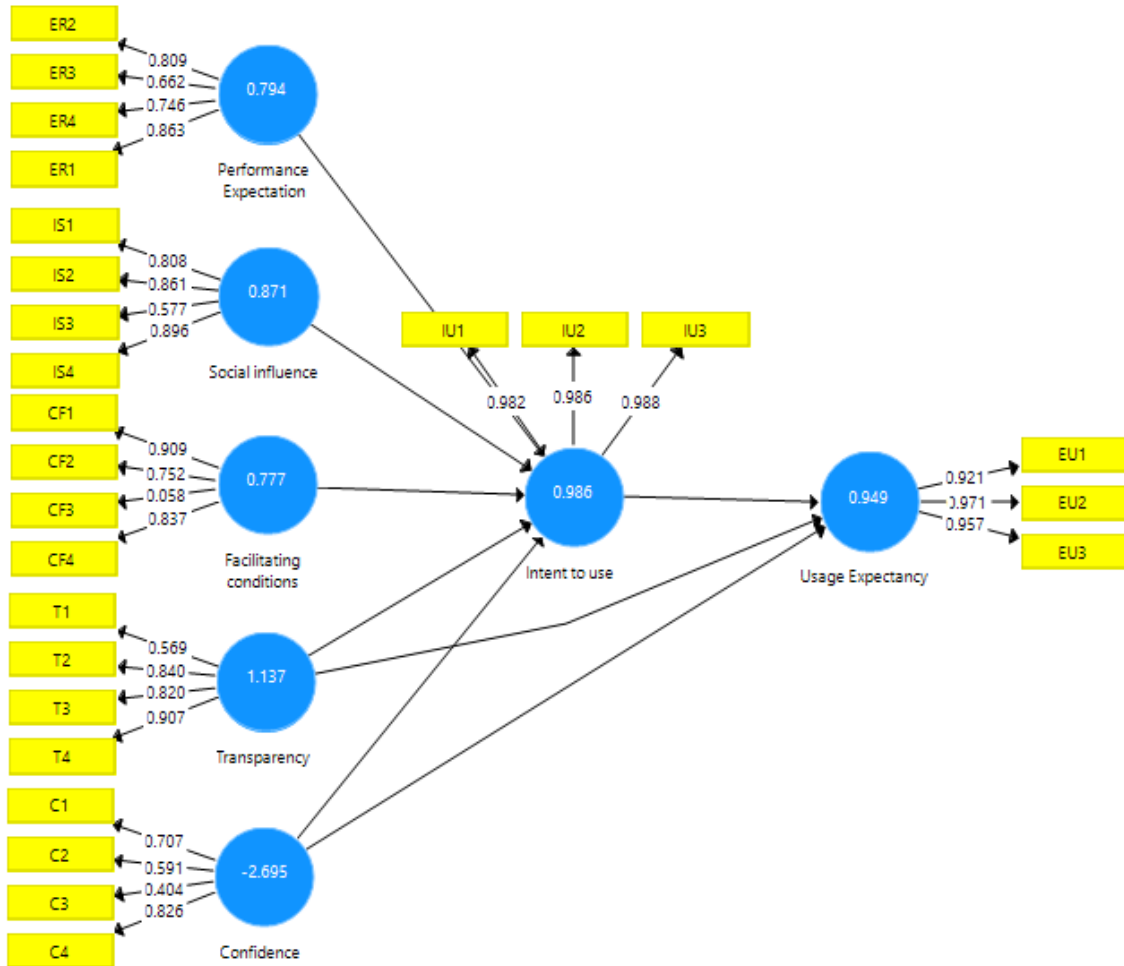 ER2
0.809
ER3
0.662
0.794
ER4
0.746
0.863
ER1
Performance
Expectation
IS1
0.808
IS2
0.861
0.871
IS3
0.577
0.896
IS4
Social influence
IU1
IU2
IU3
0.982
0.986
0.988
CF1
0.909
CF2
0.752
0.777
CF3
0.058
0.837
CF4
Facilitating
conditions
0.986
Intent to use
0.949
Usage Expectancy
0.921
EU1
0.971
EU2
0.957
EU3
T1
0.569
T2
0.840
1.137
T3
0.820
0.907
T4
Transparency
C1
0.707
C2
0.591
-2.695
C3
0.404
0.826
C4
Confidence